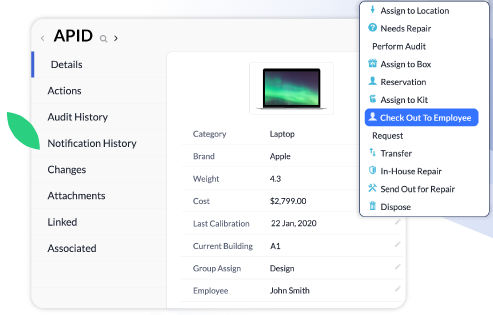 APID
Details
Actions
Audit History
Notification History
Changes
Attachments
Linked
Associated
Category Laptop
Brand Apple
Weight 4.3
Cost $2,799.00
Last Calibration 22 Jan, 2020
Current Building A1
Group Assign Design
Employee John Smith
Assign to Location
Needs Repair
Perform Audit
Assign to Box
Reservation
Assign to Kit
Check Out To Employee
Request
Transfer
In-House Repair
Send Out for Repair
Dispose